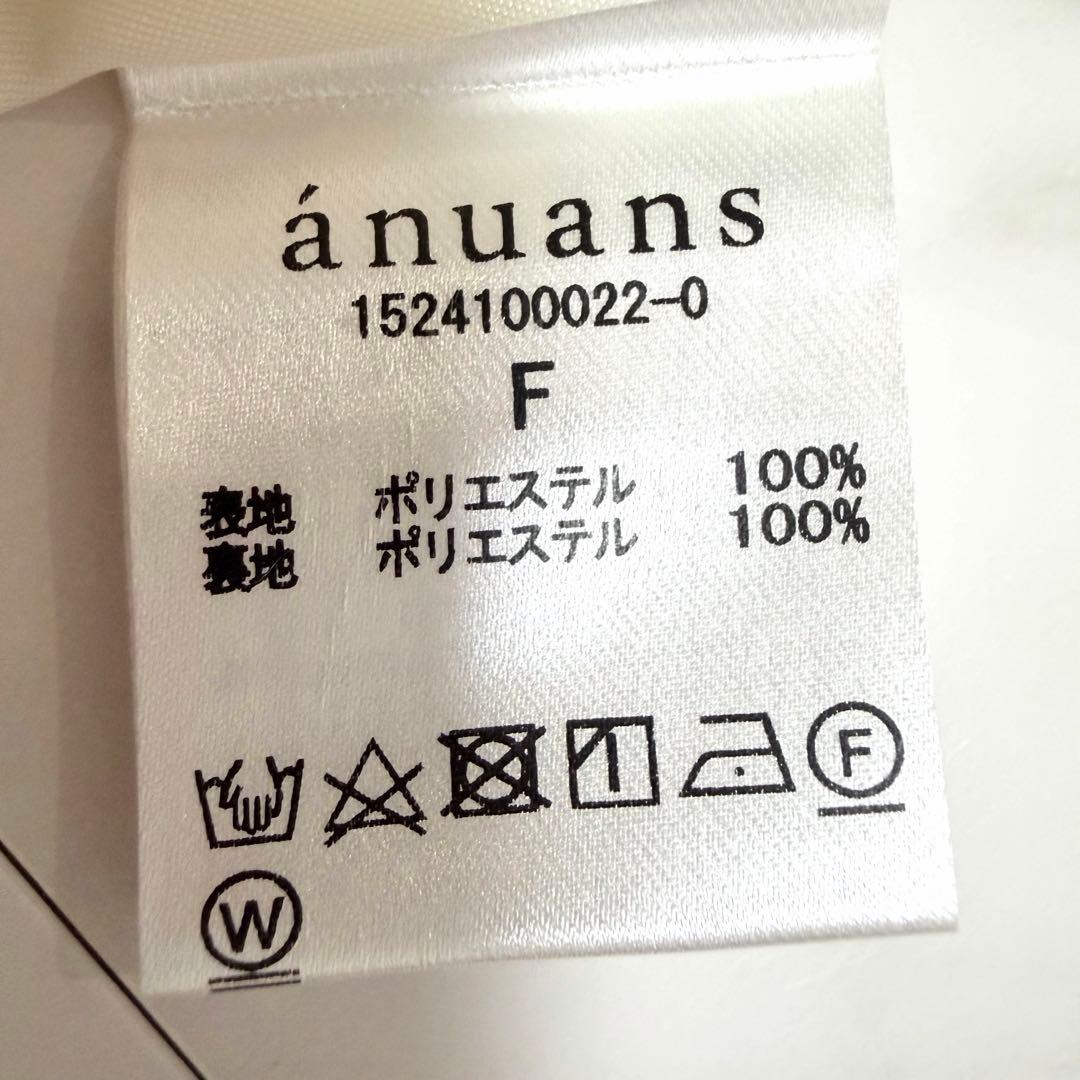 ánuans
1524100022-0
F
表地 ポリエステル 100%
裏地 ポリエステル 100%
F
W